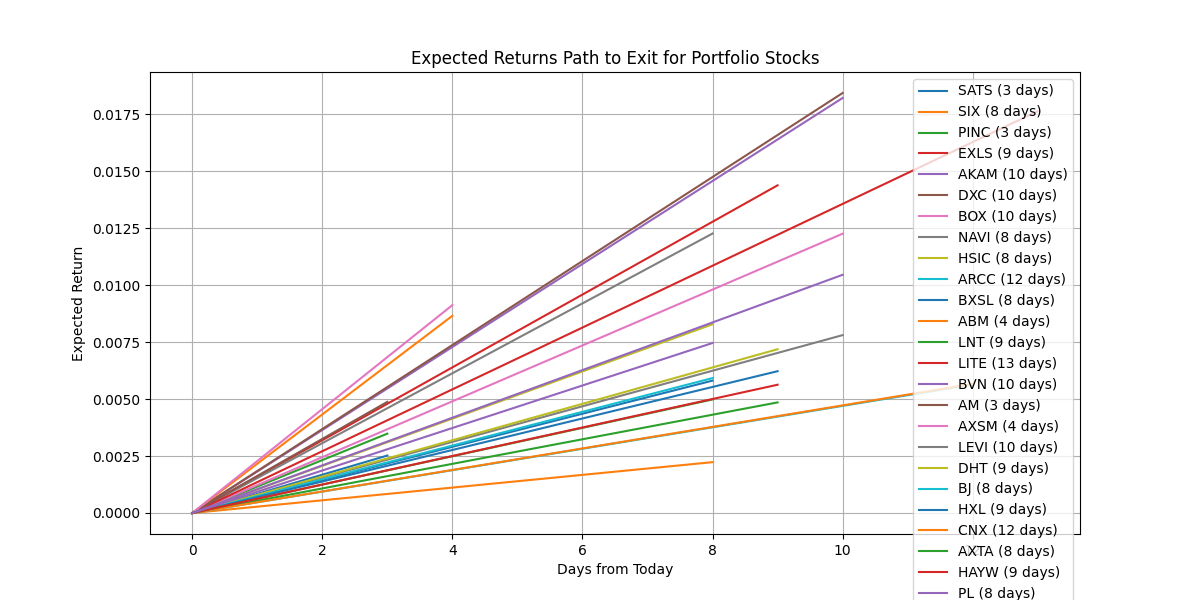 Expected Returns Path to Exit for Portfolio Stocks
0.0175
0.0150
0.0125
0.0100
0.0075
0.0050
0.0025
0.0000
Expected Return
0 2 4 6 8 10
Days from Today
SATS (3 days)
SIX (8 days)
PINC (3 days)
EXLS (9 days)
AKAM (10 days)
DXC (10 days)
BOX (10 days)
NAVI (8 days)
HSIC (8 days)
ARCC (12 days)
BXSL (8 days)
ABM (4 days)
LNT (9 days)
LITE (13 days)
BVN (10 days)
AM (3 days)
AXSM (4 days)
LEVI (10 days)
DHT (9 days)
BJ (8 days)
HXL (9 days)
CNX (12 days)
AXTA (8 days)
HAYW (9 days)
PL (8 days)